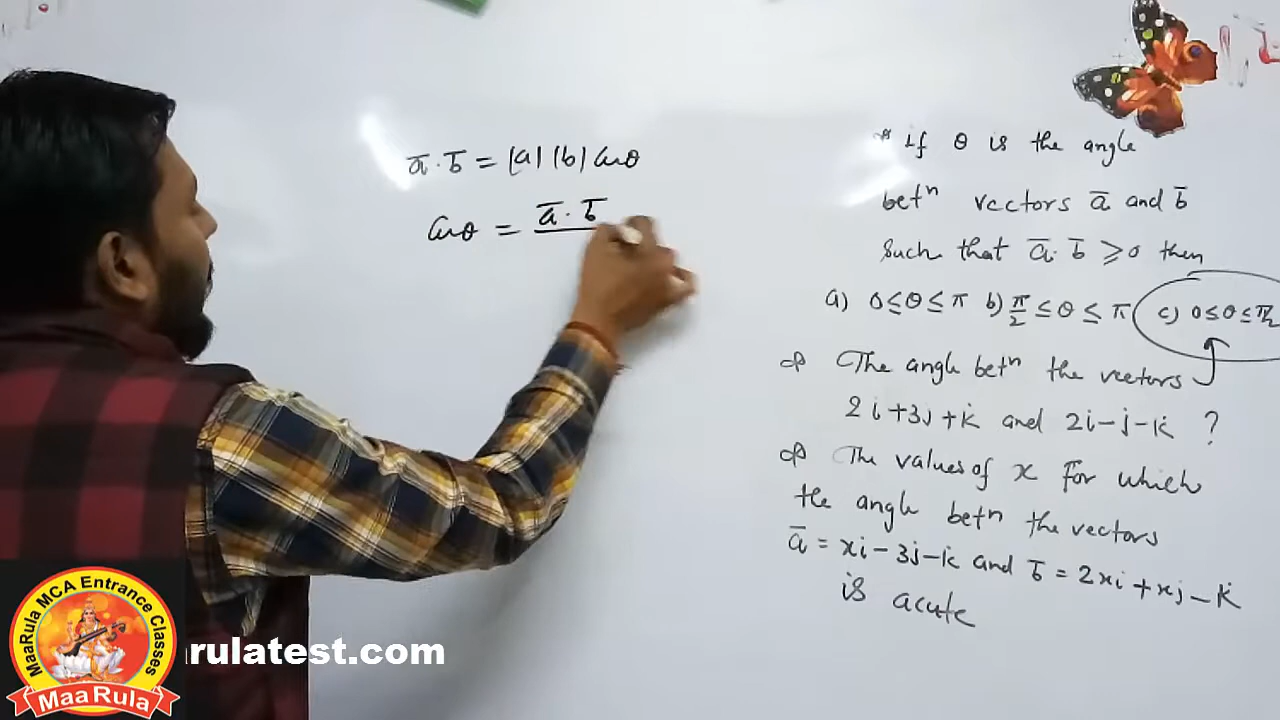 a̅ . b̅ = |a| |b| cosθ
cosθ = a̅ . b̅
* If θ is the angle
betⁿ vectors a̅ and b̅
Such that a̅ . b̅ ≥ 0 then
a) 0 ≤ θ ≤ π b) π/2 ≤ θ ≤ π c) 0 ≤ θ ≤ π/2
The angle betⁿ the vectors
2i+3j+k and 2i-j-k ?
The values of x for which
the angle betⁿ the vectors
a̅ = xi - 3j - k and b̅ = 2xi + xj - k
is acute
MaaRula MCA Entrance Classes
MaaRula
arulatest.com